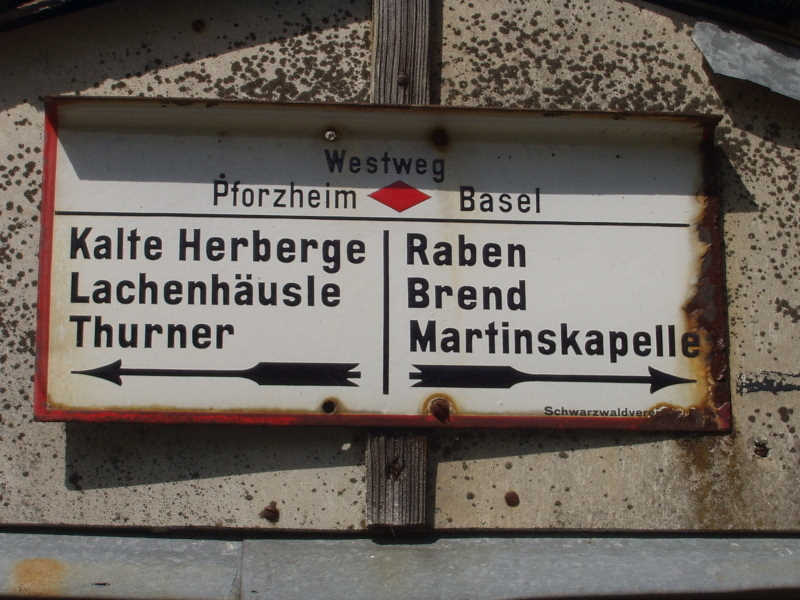 Westweg
Pforzheim Basel
Kalte Herberge
Lachenhäusle
Thurner
Raben
Brend
Martinskapelle